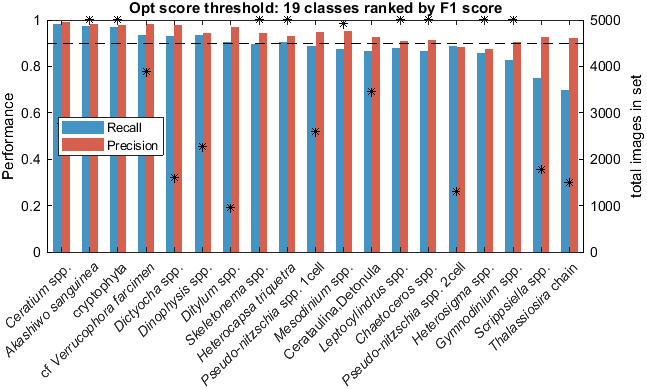 Opt score threshold: 19 classes ranked by F1 score
1
0.8
0.6
0.4
0.2
0
Performance
Recall
Precision
5000
4000
3000
2000
1000
0
total images in set
Ceratium spp.
Akashiwo sanguinea
cryptophyta
cf Verrucophora farcimen
Dictyocha spp.
Dinophysis spp.
Ditylum spp.
Skeletonema spp.
Heterocapsa triquetra
Pseudo-nitzschia spp. 1cell
Mesodinium spp.
Cerataulina.Detonula
Leptocylindrus spp.
Chaetoceros spp.
Pseudo-nitzschia spp. 2cell
Heterosigma spp.
Gymnodinium spp.
Scrippsiella spp.
Thalassiosira chain